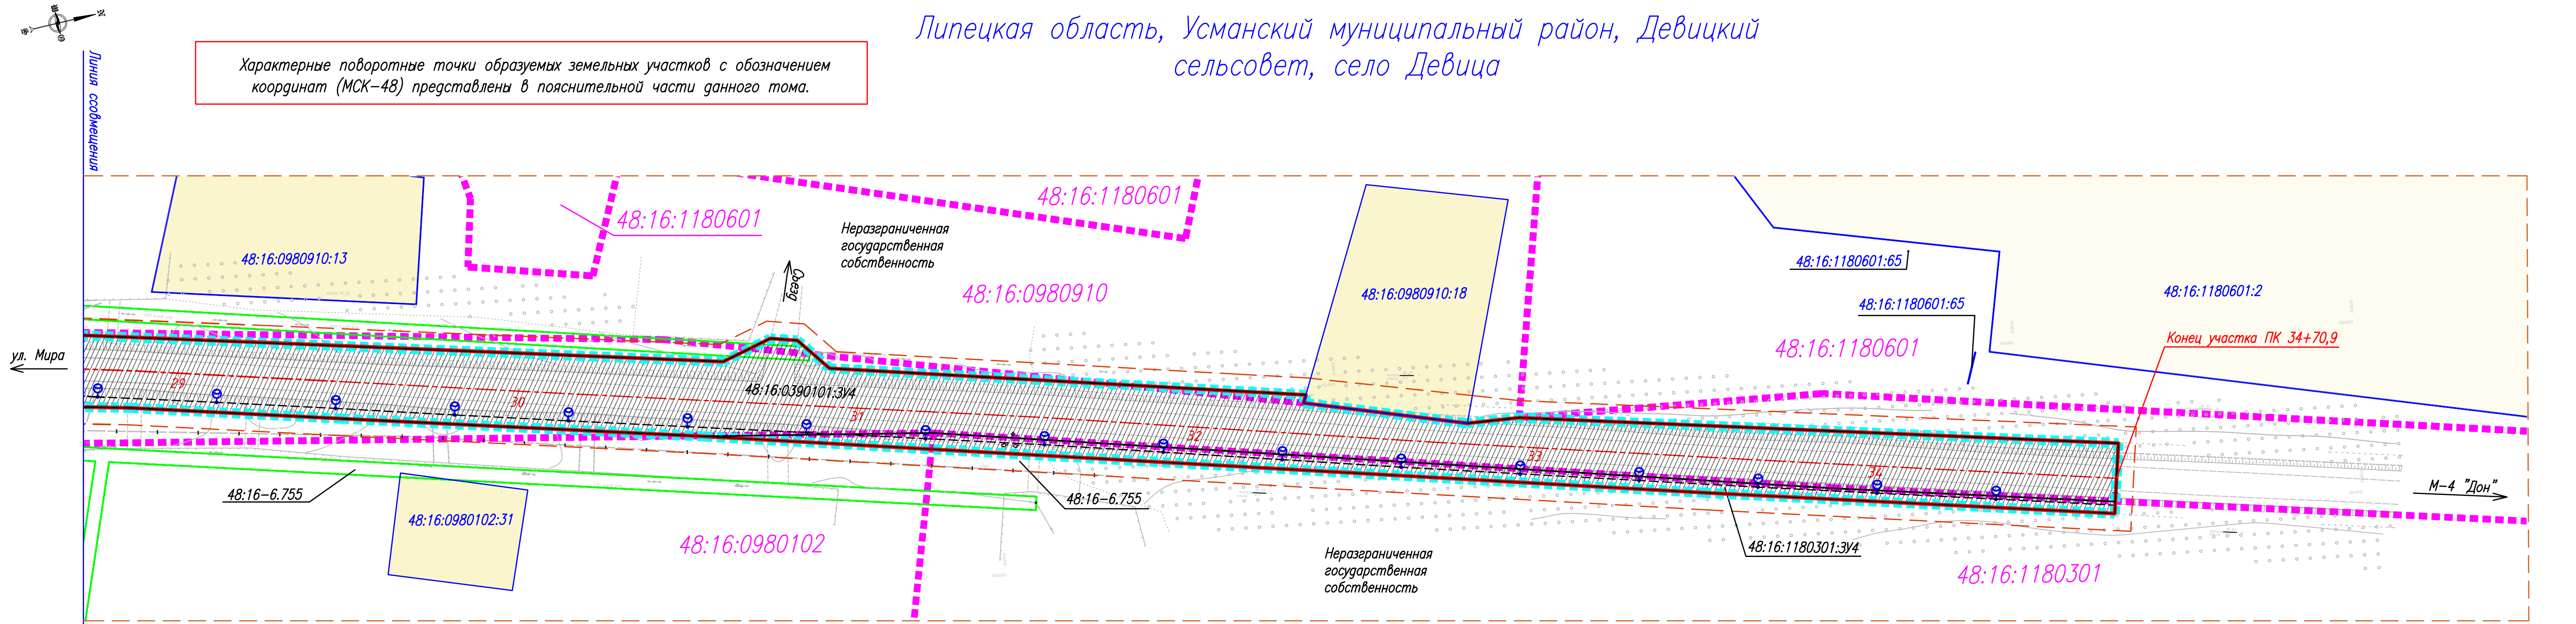 Липецкая область, Усманский муниципальный район, Девицкий
сельсовет, село Девица
Характерные поворотные точки образуемых земельных участков с обозначением
координат (МСК-48) представлены в пояснительной части данного тома.
Линия ссовмещения
48:16:1180601
48:16:1180601
Неразграниченная
государственная
собственность
48:16:0980910:13
48:16:0980910
48:16:0980910:18
48:16:1180601:65
48:16:1180601:65
48:16:1180601:2
48:16:1180601
Конец участка ПК 34+70,9
Съезд
ул. Мира
29
30
31
32
33
34
48:16:0390101:ЗУ4
48:16-6.755
48:16-6.755
48:16:0980102:31
48:16:0980102
М-4 "Дон"
48:16:1180301:ЗУ4
Неразграниченная
государственная
собственность
48:16:1180301